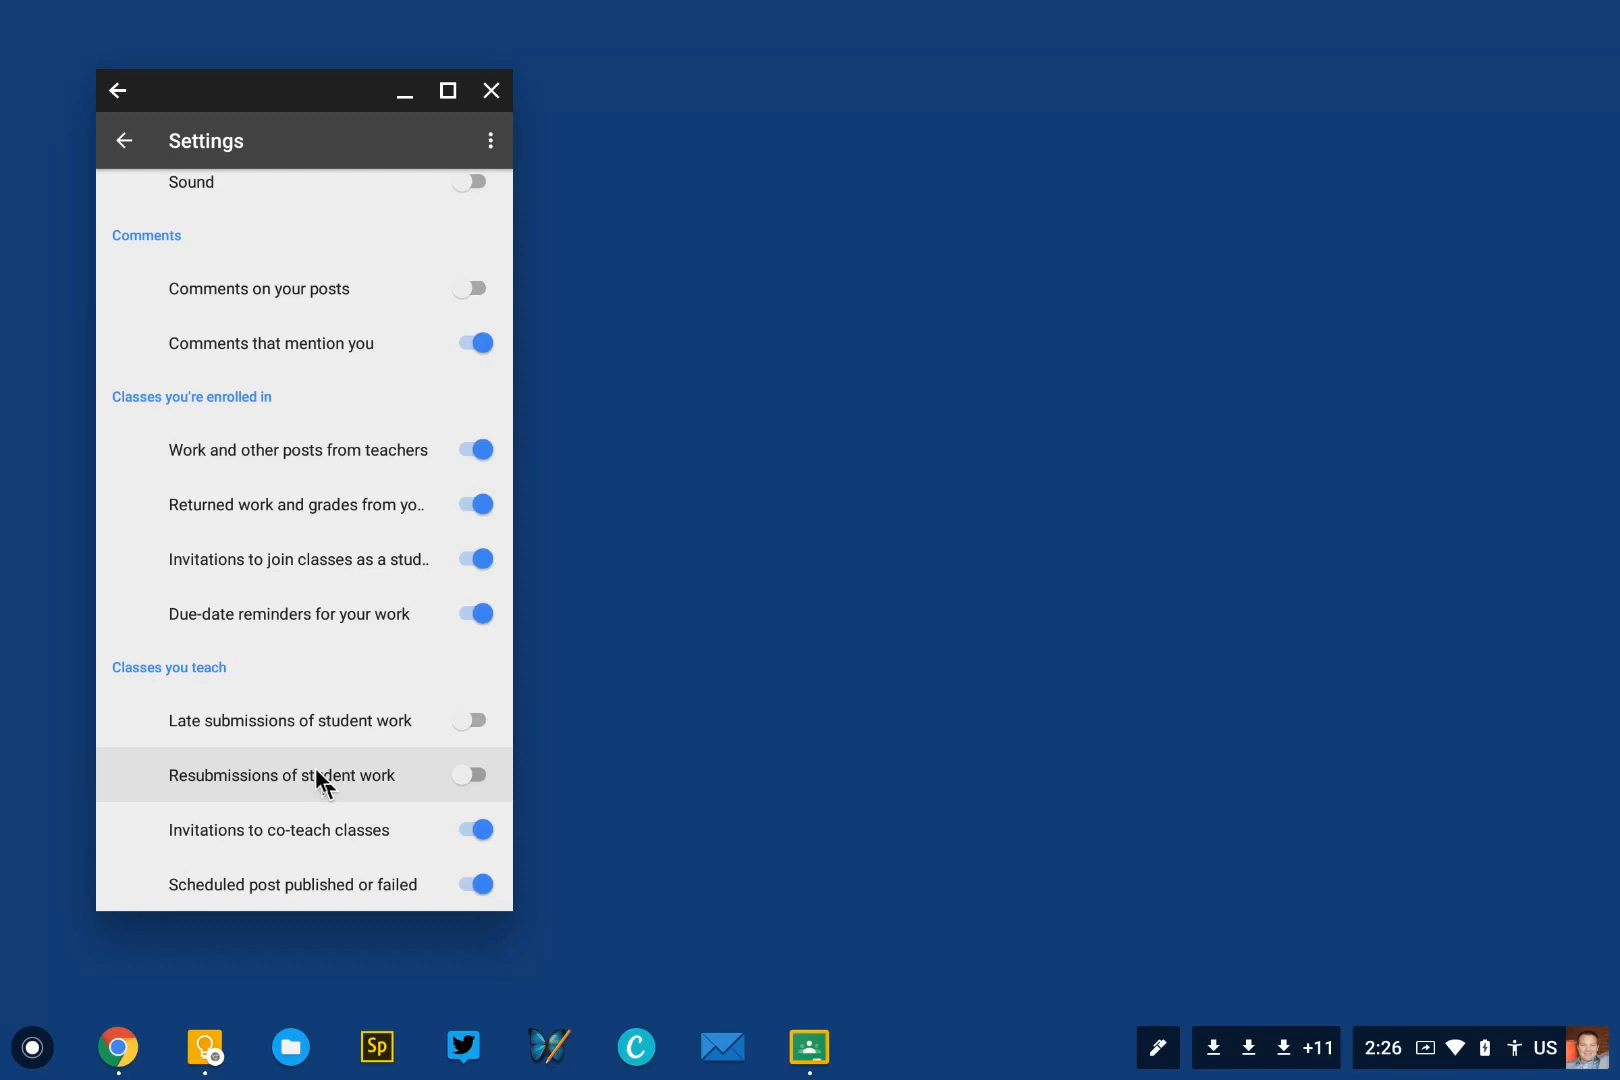 Settings
Sound
Comments
Comments on your posts
Comments that mention you
Classes you're enrolled in
Work and other posts from teachers
Returned work and grades from yo..
Invitations to join classes as a stud..
Due-date reminders for your work
Classes you teach
Late submissions of student work
Resubmissions of student work
Invitations to co-teach classes
Scheduled post published or failed
Sp
C
+11
2:26
US